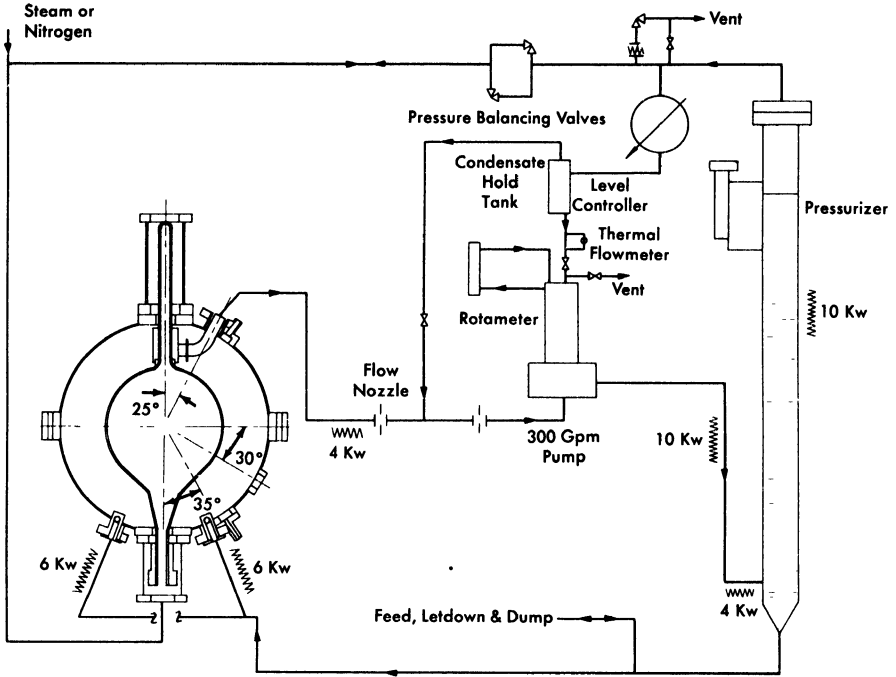 Steam or
Nitrogen
Vent
Pressure Balancing Valves
Condensate
Hold
Tank
Level
Controller
Pressurizer
Thermal
Flowmeter
Vent
Rotameter
10 Kw
Flow
Nozzle
25°
4 Kw
300 Gpm
Pump
10 Kw
30°
35°
6 Kw
6 Kw
4 Kw
Feed, Letdown & Dump